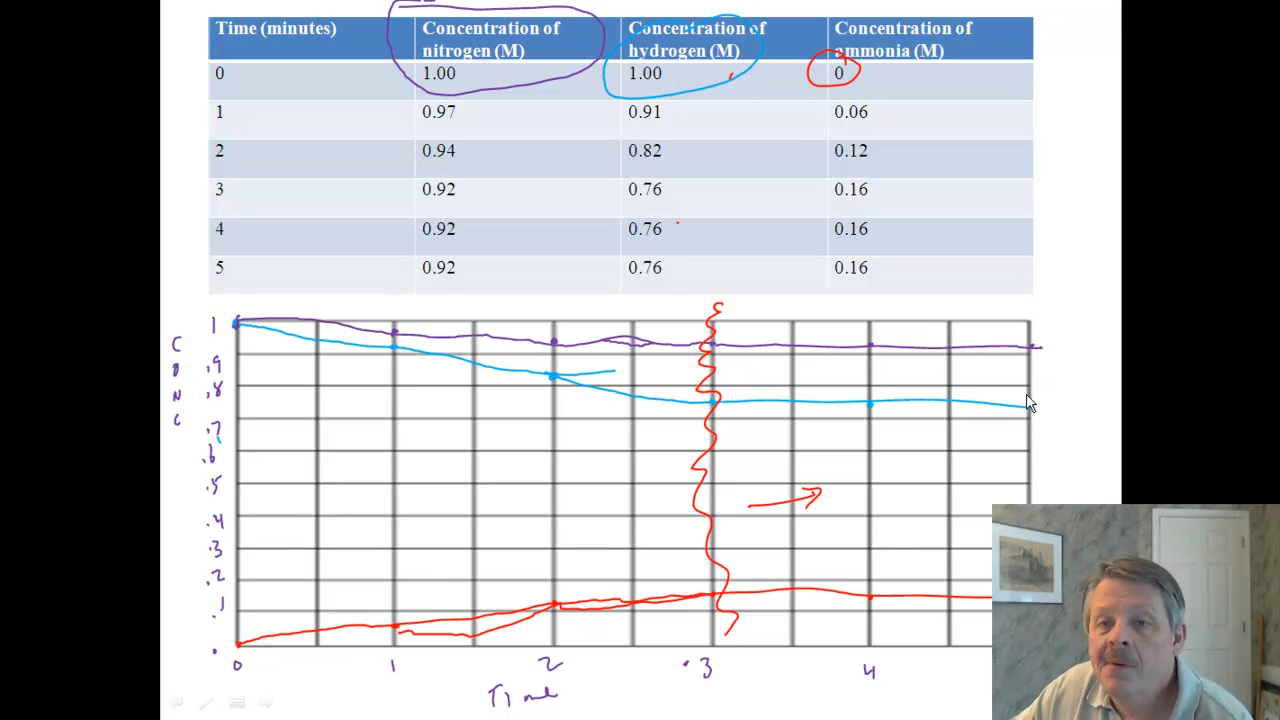 Time (minutes) Concentration of nitrogen (M) Concentration of hydrogen (M) Concentration of ammonia (M)
0 1.00 1.00 0
1 0.97 0.91 0.06
2 0.94 0.82 0.12
3 0.92 0.76 0.16
4 0.92 0.76 0.16
5 0.92 0.76 0.16
CONC
1
.9
.8
.7
.6
.5
.4
.3
.2
.1
0 1 2 3 4
Time